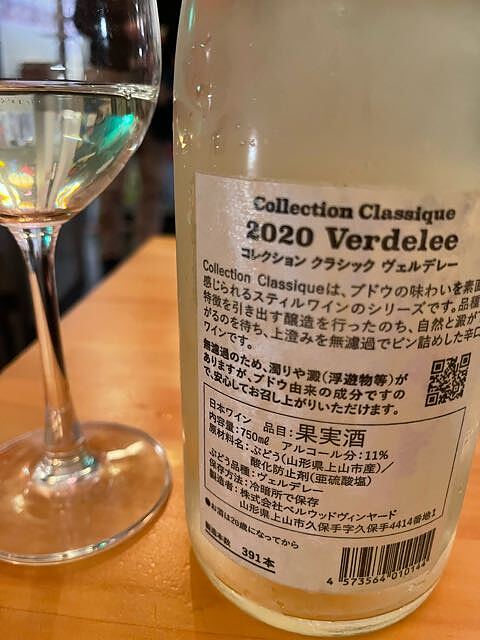 Collection Classique
2020 Verdelee
コレクション クラシック ヴェルデレー
Collection Classiqueは、ブドウの味わいを素直
感じられるスティルワインのシリーズです。品種
特徴を引き出す醸造を行ったのち、自然と澱が
がるのを待ち、上澄みを無濾過でビン詰めした辛口
ワインです。
無濾過のため、濁りや澱(浮遊物等)が
ありますが、ブドウ由来の成分ですの
で、安心してお召し上がりいただけます。
日本ワイン 品目:果実酒
内容量:750㎖ アルコール分:11%
原材料名:ぶどう(山形県上山市産)/
酸化防止剤(亜硫酸塩)
ぶどう品種:ヴェルデレー
保存方法:冷暗所で保存
製造者:株式会社ベルウッドヴィンヤード
山形県上山市久保手字久保手4414番地1
●お酒は20歳になってから
製造本数 391本
4 573564 010144